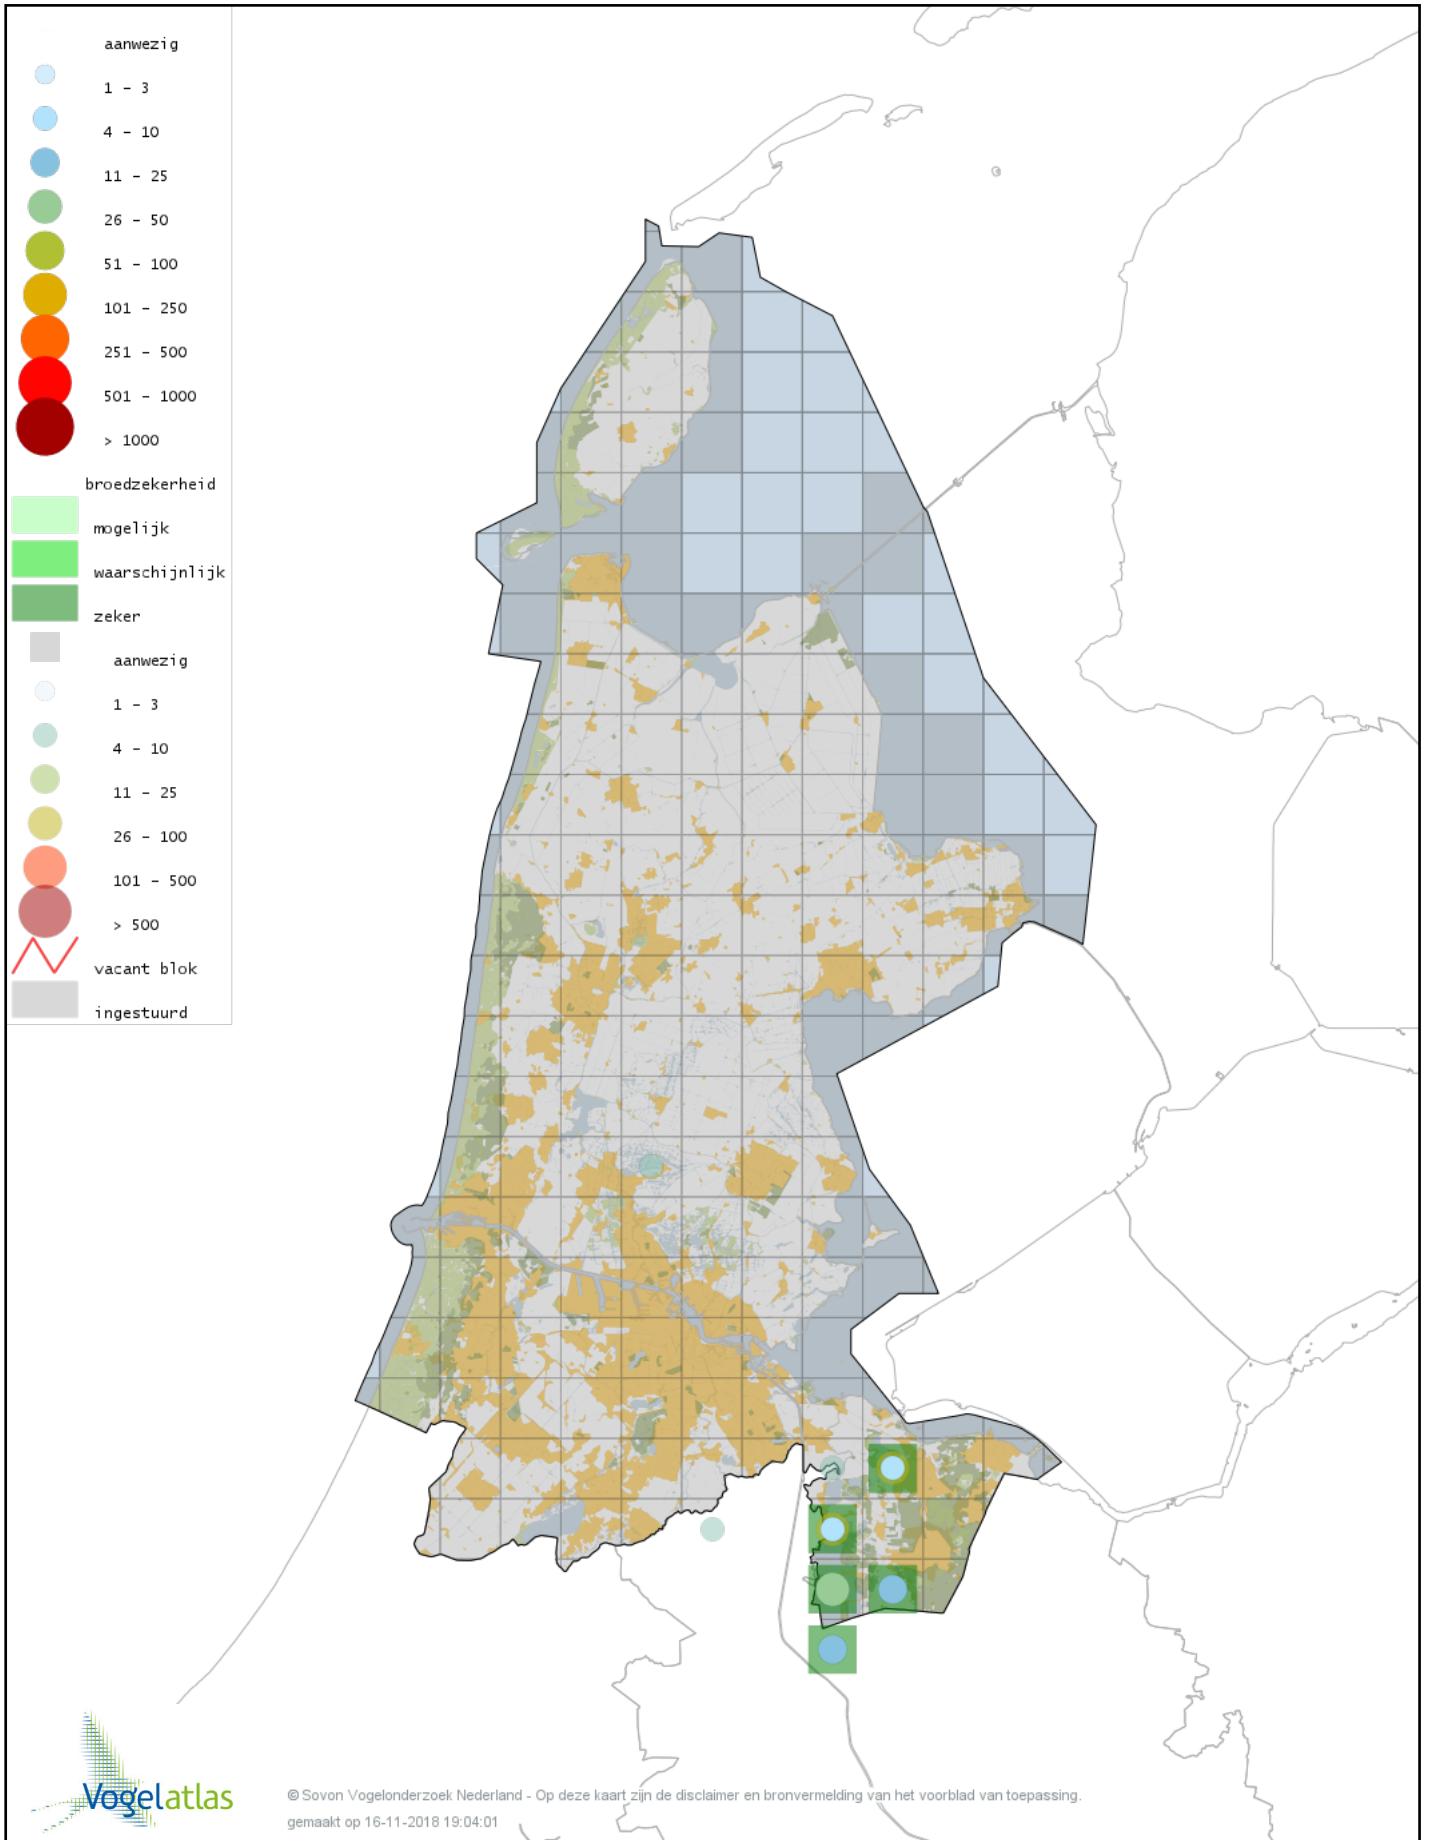 aanwezig
1 - 3
4 - 10
11 - 25
26 - 50
51 - 100
101 - 250
251 - 500
501 - 1000
> 1000
broedzekerheid
mogelijk
waarschijnlijk
zeker
aanwezig
1 - 3
4 - 10
11 - 25
26 - 100
101 - 500
> 500
vacant blok
ingestuurd
Vogelatlas
© Sovon Vogelonderzoek Nederland - Op deze kaart zijn de disclaimer en bronvermelding van het voorblad van toepassing.
gemaakt op 16-11-2018 19:04:01